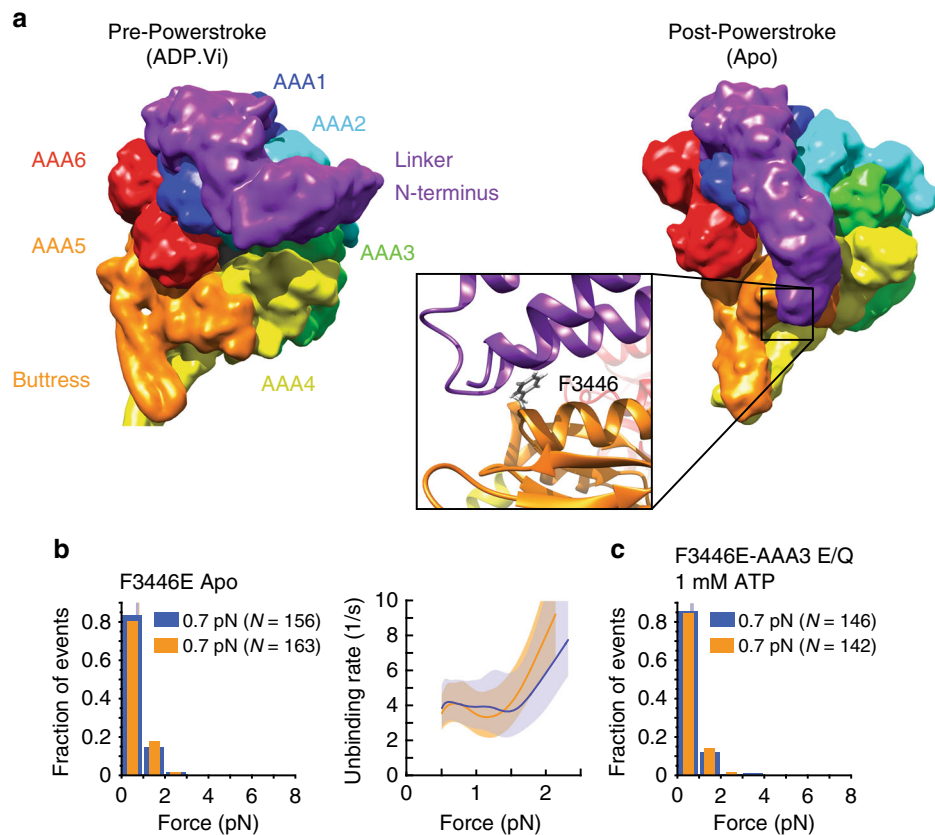 a
Pre-Powerstroke
(ADP.Vi)
Post-Powerstroke
(Apo)
AAA1
AAA2
AAA6
Linker
N-terminus
AAA5
AAA3
Buttress
AAA4
F3446
b
F3446E Apo
0.7 pN (N = 156)
0.7 pN (N = 163)
Fraction of events
0.8
0.6
0.4
0.2
0
0 2 4 6 8
Force (pN)
Unbinding rate (1/s)
10
8
6
4
2
0
0 1 2
Force (pN)
c
F3446E-AAA3 E/Q
1 mM ATP
0.7 pN (N = 146)
0.7 pN (N = 142)
Fraction of events
0.8
0.6
0.4
0.2
0
0 2 4 6 8
Force (pN)